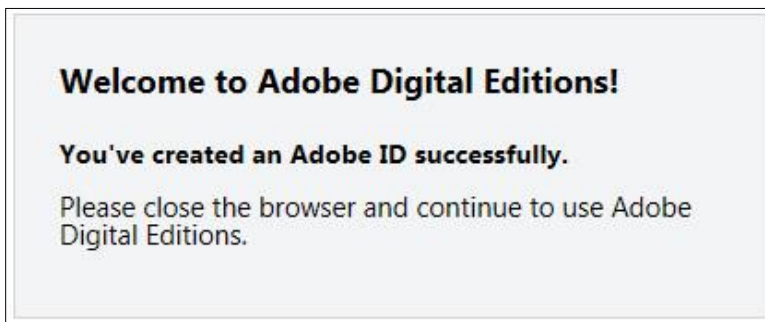 Welcome to Adobe Digital Editions!
You've created an Adobe ID successfully.
Please close the browser and continue to use Adobe
Digital Editions.